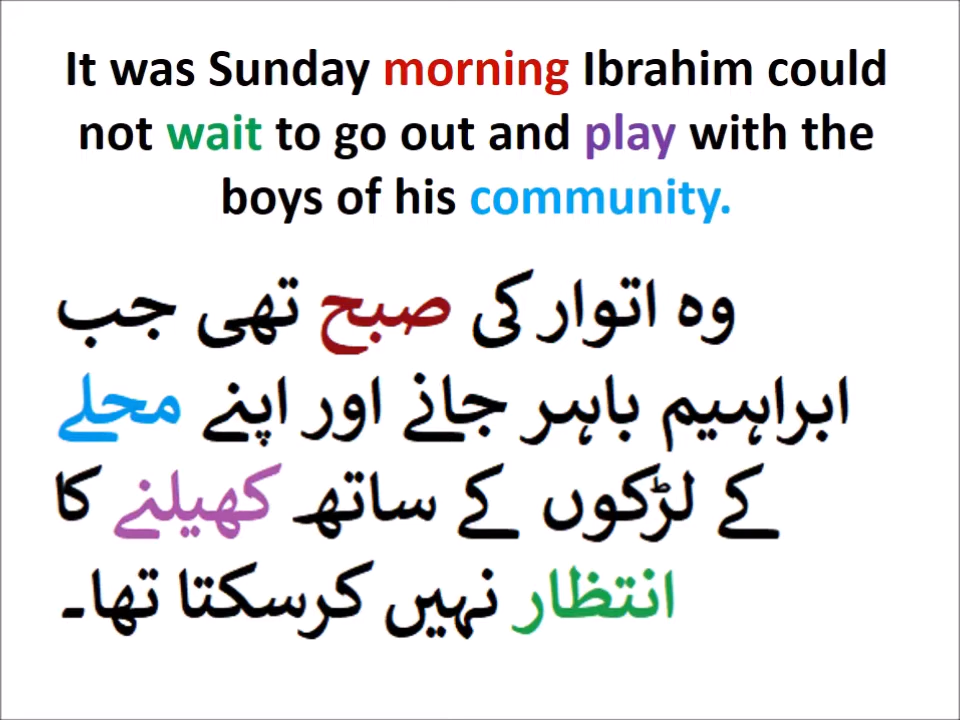 It was Sunday morning Ibrahim could
not wait to go out and play with the
boys of his community.
وہ اتوار کی صبح تھی جب
ابراہیم باہر جانے اور اپنے محلے
کے لڑکوں کے ساتھ کھیلنے کا
انتظار نہیں کرسکتا تھا۔